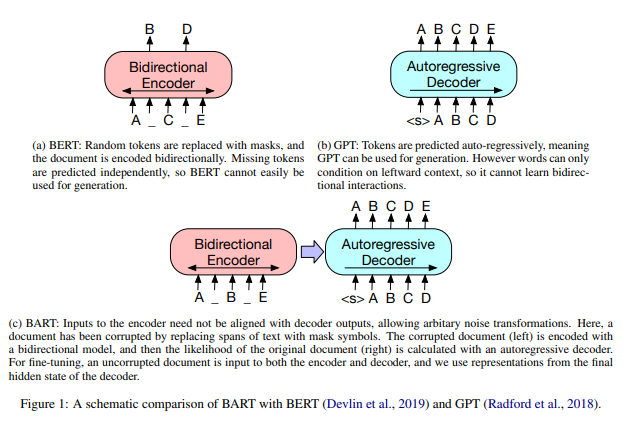 B D
Bidirectional
Encoder
A _ C _ E
(a) BERT: Random tokens are replaced with masks, and
the document is encoded bidirectionally. Missing tokens
are predicted independently, so BERT cannot easily be
used for generation.
A B C D E
Autoregressive
Decoder
<s> A B C D
(b) GPT: Tokens are predicted auto-regressively, meaning
GPT can be used for generation. However words can only
condition on leftward context, so it cannot learn bidirec-
tional interactions.
Bidirectional
Encoder
A _ B _ E
A B C D E
Autoregressive
Decoder
<s> A B C D
(c) BART: Inputs to the encoder need not be aligned with decoder outputs, allowing arbitary noise transformations. Here, a
document has been corrupted by replacing spans of text with mask symbols. The corrupted document (left) is encoded with
a bidirectional model, and then the likelihood of the original document (right) is calculated with an autoregressive decoder.
For fine-tuning, an uncorrupted document is input to both the encoder and decoder, and we use representations from the final
hidden state of the decoder.
Figure 1: A schematic comparison of BART with BERT (Devlin et al., 2019) and GPT (Radford et al., 2018).